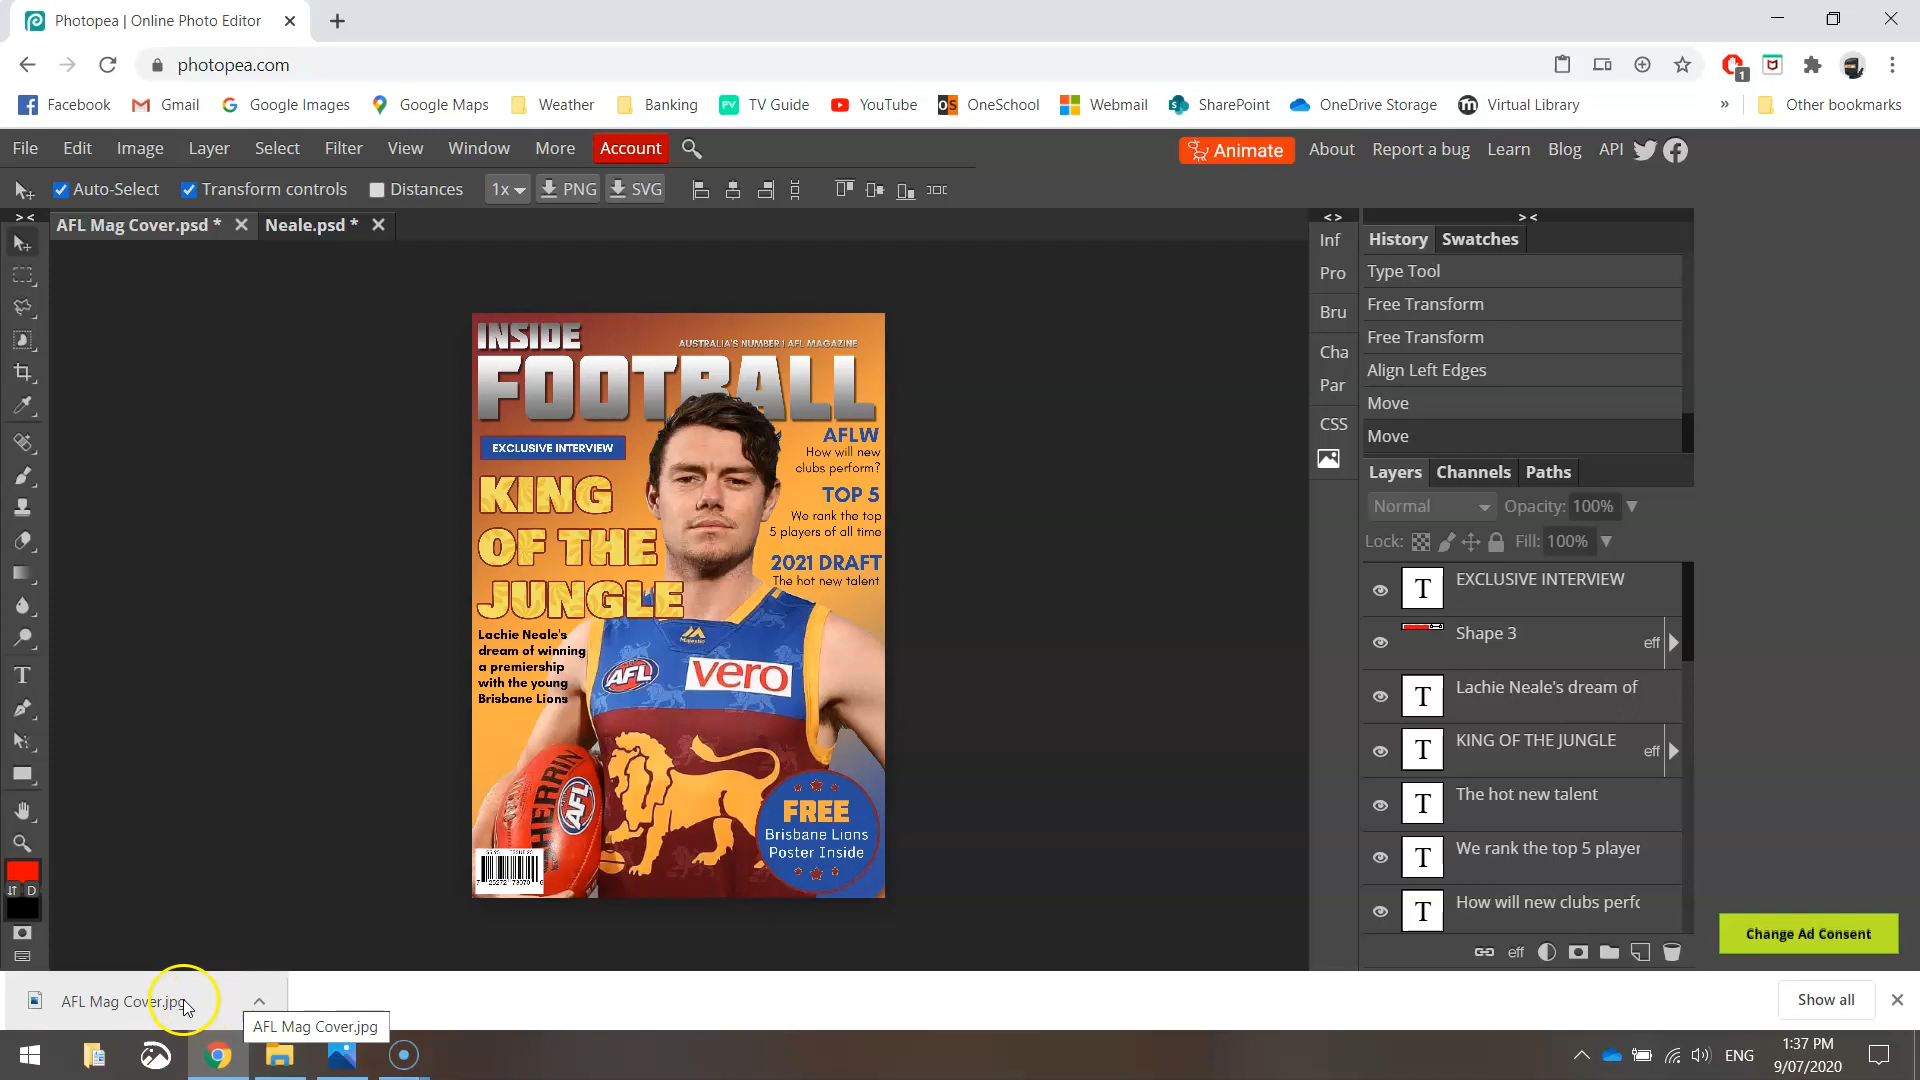 Photopea | Online Photo Editor
photopea.com
1
Facebook Gmail Google Images Google Maps Weather Banking TV Guide YouTube OneSchool Webmail SharePoint OneDrive Storage Virtual Library » Other bookmarks
File Edit Image Layer Select Filter View Window More Account
Animate About Report a bug Learn Blog API
Auto-Select Transform controls Distances 1x PNG SVG
AFL Mag Cover.psd * Neale.psd *
INSIDE
AUSTRALIA'S NUMBER 1 AFL MAGAZINE
FOOTBALL
EXCLUSIVE INTERVIEW
KING
OF THE
JUNGLE
Lachie Neale's
dream of winning
a premiership
with the young
Brisbane Lions
AFLW
How will new
clubs perform?
TOP 5
We rank the top
5 players of all time
2021 DRAFT
The hot new talent
Majestic
AFL
vero
SHERRIN
AFL
FREE
Brisbane Lions
Poster Inside
Inf
Pro
Bru
Cha
Par
CSS
History Swatches
Type Tool
Free Transform
Free Transform
Align Left Edges
Move
Move
Layers Channels Paths
Normal Opacity: 100%
Lock: Fill: 100%
T EXCLUSIVE INTERVIEW
Shape 3 eff
T Lachie Neale's dream of
T KING OF THE JUNGLE eff
T The hot new talent
T We rank the top 5 player
T How will new clubs perfo
eff
T
D
Change Ad Consent
AFL Mag Cover.jpg
AFL Mag Cover.jpg
Show all
ENG
1:37 PM
9/07/2020